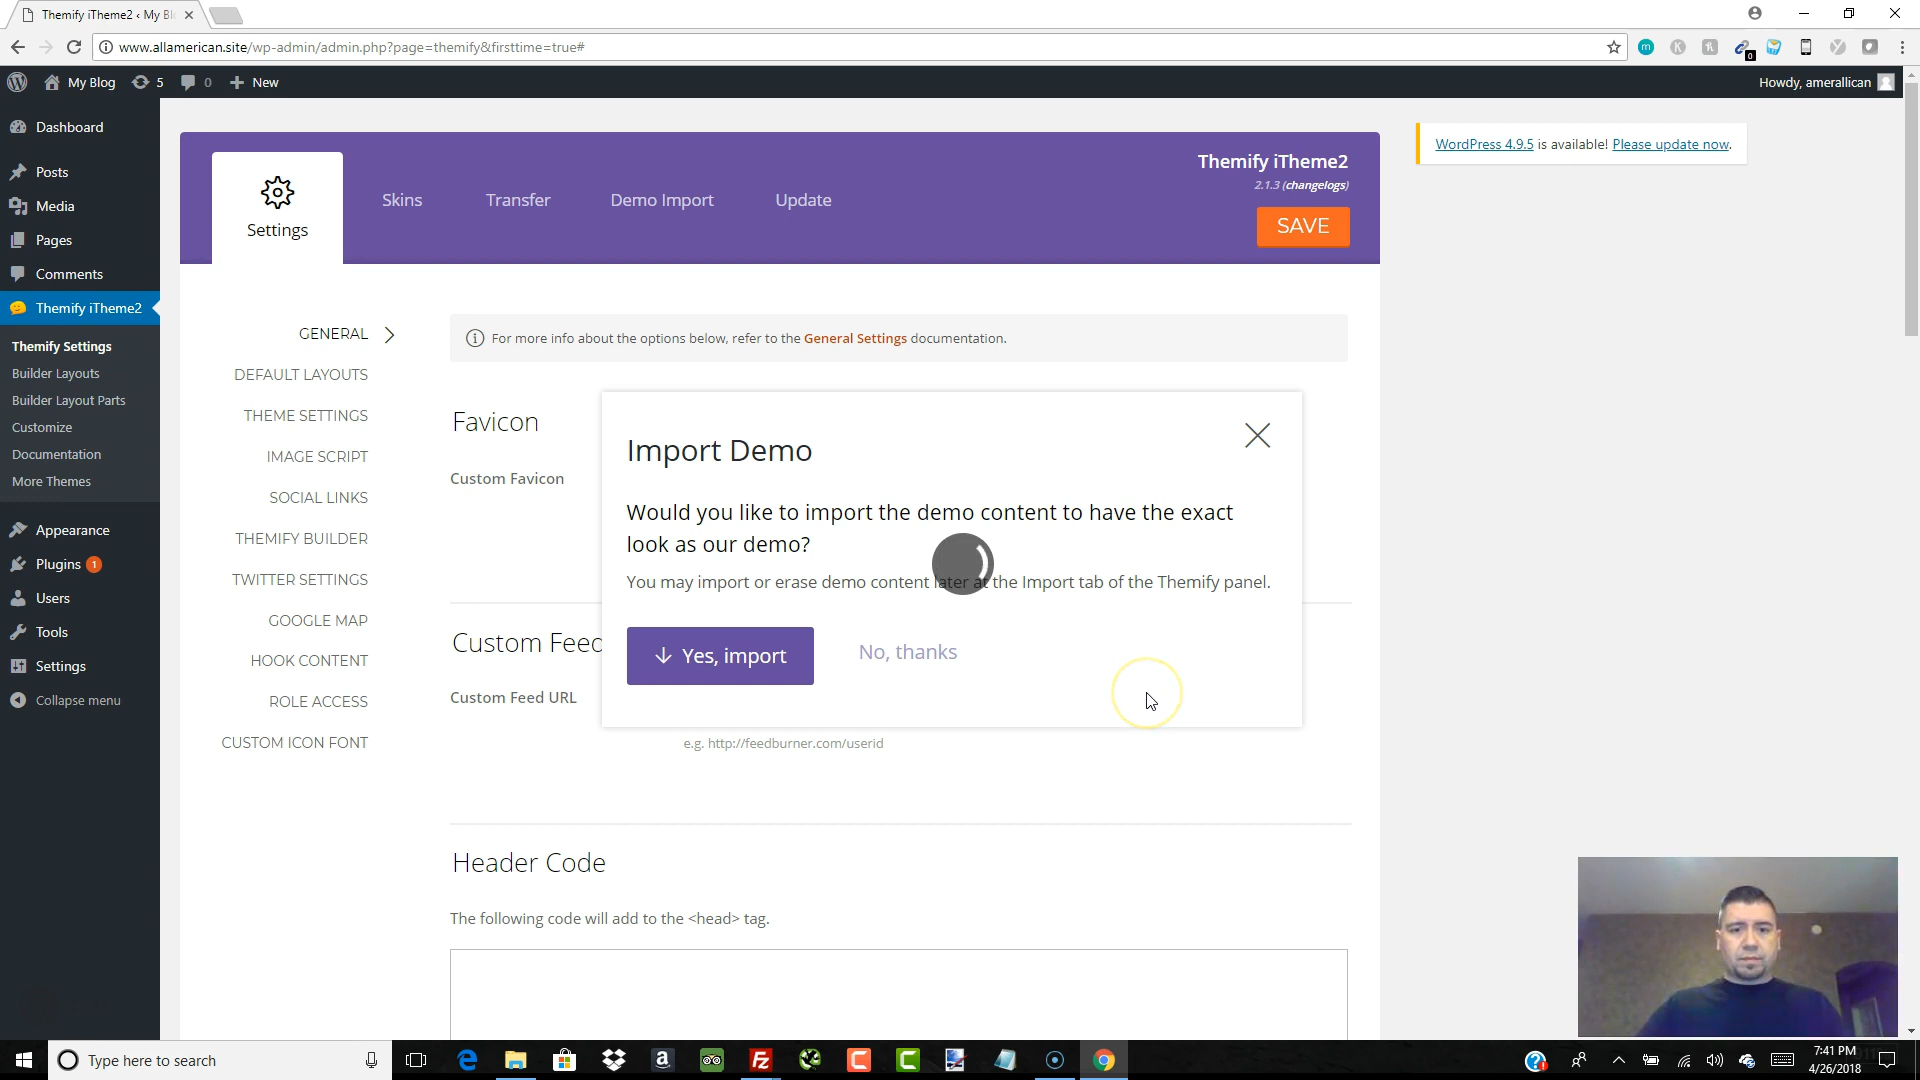 Themify iTheme2 ‹ My Bl
www.allamerican.site/wp-admin/admin.php?page=themify&firsttime=true#
0
My Blog
5
0
New
Howdy, amerallican
Dashboard
Posts
Media
Pages
Comments
Themify iTheme2
Themify Settings
Builder Layouts
Builder Layout Parts
Customize
Documentation
More Themes
Appearance
Plugins 1
Users
Tools
Settings
Collapse menu
Settings
Skins
Transfer
Demo Import
Update
Themify iTheme2
2.1.3 (changelogs)
SAVE
WordPress 4.9.5 is available! Please update now.
GENERAL
DEFAULT LAYOUTS
THEME SETTINGS
IMAGE SCRIPT
SOCIAL LINKS
THEMIFY BUILDER
TWITTER SETTINGS
GOOGLE MAP
HOOK CONTENT
ROLE ACCESS
CUSTOM ICON FONT
For more info about the options below, refer to the General Settings documentation.
Favicon
Custom Favicon
Import Demo
Would you like to import the demo content to have the exact
look as our demo?
You may import or erase demo content later at the Import tab of the Themify panel.
Yes, import
No, thanks
Custom Feed
Custom Feed URL
e.g. http://feedburner.com/userid
Header Code
The following code will add to the <head> tag.
Type here to search
7:41 PM
4/26/2018